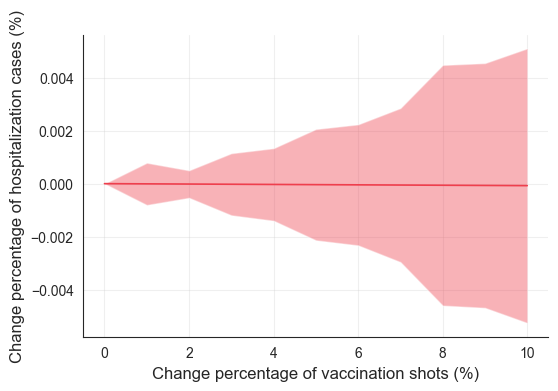 Change percentage of hospitalization cases (%)
0.004
0.002
0.000
−0.002
−0.004
0 2 4 6 8 10
Change percentage of vaccination shots (%)